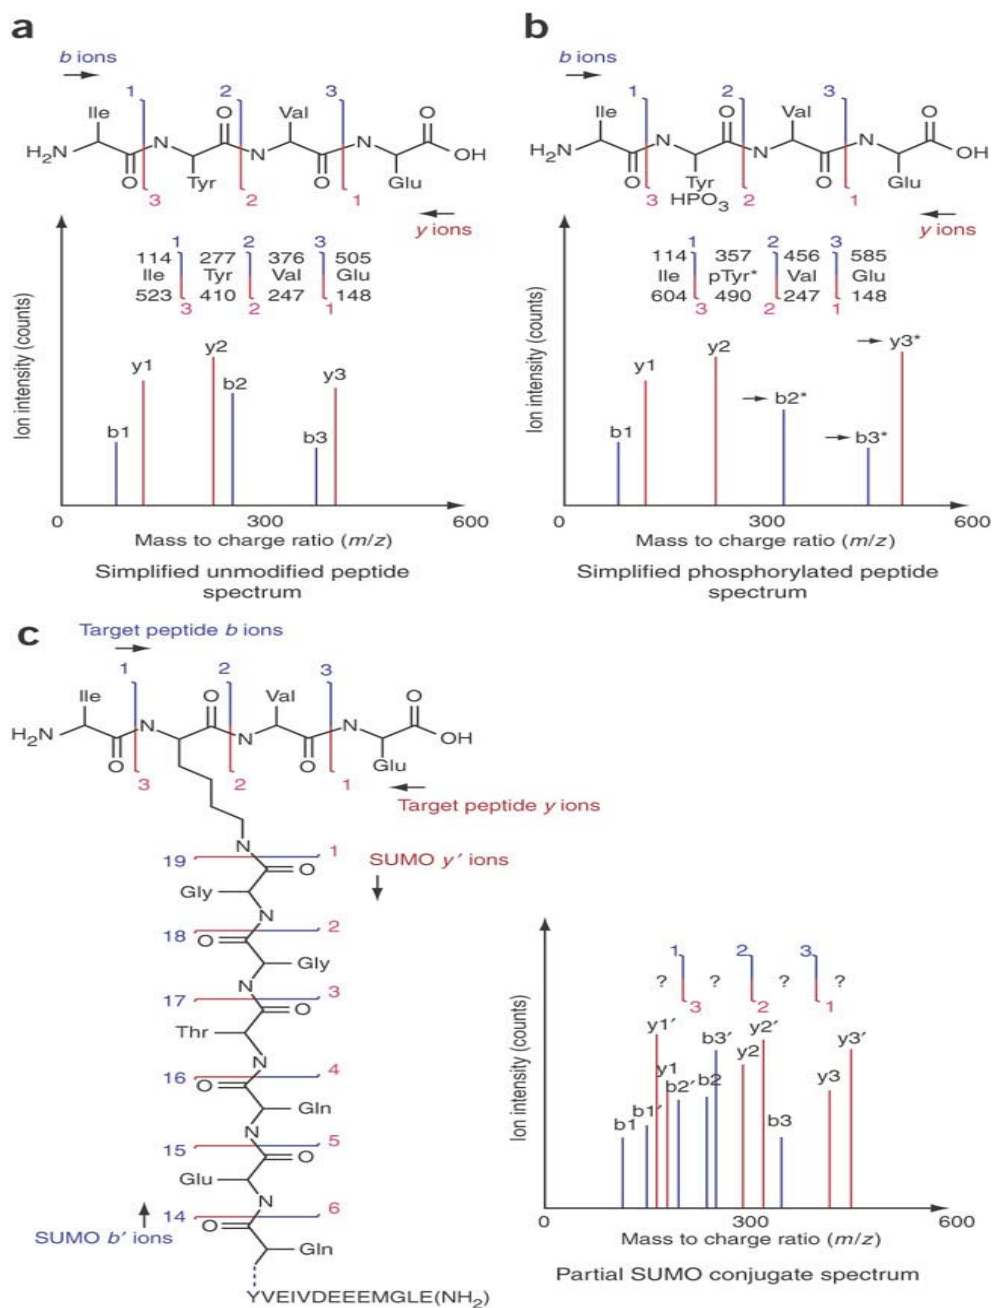 a
b ions
1 2 3
Ile O Val O
H₂N N N N OH
O Tyr O Glu
3 2 1
y ions
1 2 3
114 277 376 505
Ile Tyr Val Glu
523 410 247 148
3 2 1
Ion intensity (counts)
b1 y1 y2 b2 b3 y3
0 300 600
Mass to charge ratio (m/z)
Simplified unmodified peptide
spectrum
b
b ions
1 2 3
Ile O Val O
H₂N N N N OH
O Tyr O Glu
HPO₃
3 2 1
y ions
1 2 3
114 357 456 585
Ile pTyr* Val Glu
604 490 247 148
3 2 1
Ion intensity (counts)
b1 y1 y2 b2* b3* y3*
0 300 600
Mass to charge ratio (m/z)
Simplified phosphorylated peptide
spectrum
c
Target peptide b ions
1 2 3
Ile O Val O
H₂N N N N OH
O O Glu
3 2 1
Target peptide y ions
N
19 1
SUMO y′ ions
O
Gly
N
18 2
O
Gly
N
17 3
O
Thr
N
16 4
O
Gln
N
15 5
O
Glu
N
14 6
O
SUMO b′ ions
Gln
YVEIVDEEEMGLE(NH₂)
1 2 3
? ? ? ?
3 2 1
Ion intensity (counts)
b1 b1′ y1′ y1 b2′ b2 b3′ y2 y2′ b3 y3 y3′
0 300 600
Mass to charge ratio (m/z)
Partial SUMO conjugate spectrum